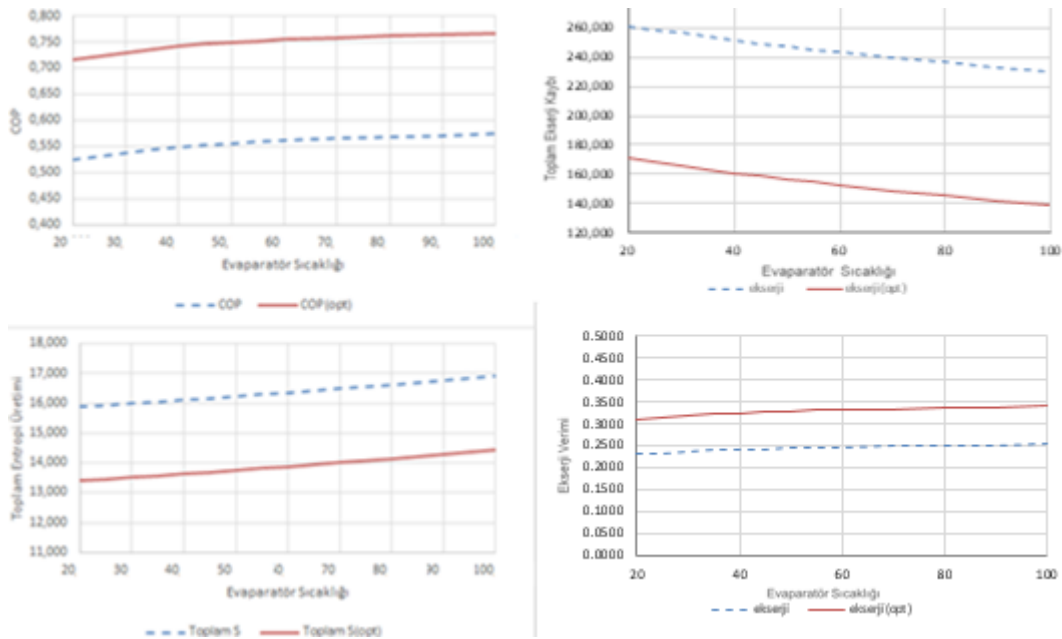 0,800
0,750
0,700
0,650
0,600
0,550
0,500
0,450
0,400
COP
20 30, 40, 50, 60, 70, 80, 90, 100
Evaparatör Sıcaklığı
COP COP(opt)
260,000
240,000
220,000
200,000
180,000
160,000
140,000
120,000
Toplam Ekserji Kaybı
20 40 60 80 100
Evaparatör Sıcaklığı
ekserji ekserji(opt.)
18,000
17,000
16,000
15,000
14,000
13,000
12,000
11,000
Toplam Entropi Üretimi
20, 30, 40, 50, 60, 70, 80, 90, 100
Evaparatör Sıcaklığı
Toplam S Toplam S(opt)
0.5000
0.4500
0.4000
0.3500
0.3000
0.2500
0.2000
0.1500
0.1000
0.0500
0.0000
Ekserji Verimi
20 40 60 80 100
Evaparatör Sıcaklığı
ekserji ekserji(opt.)